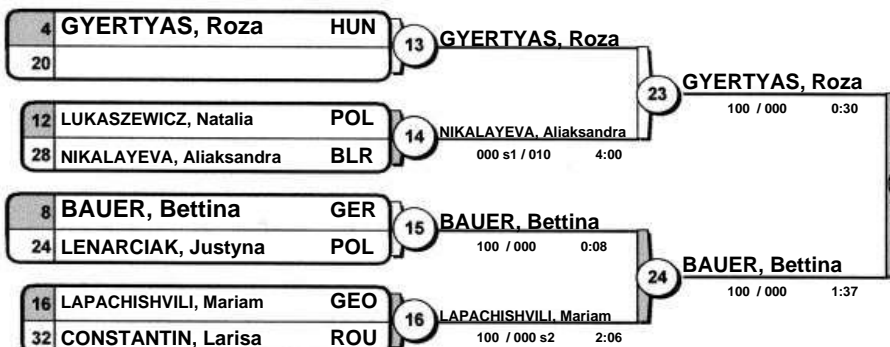 4 GYERTYAS, Roza HUN
20
13
GYERTYAS, Roza
23
GYERTYAS, Roza
100 / 000 0:30
12 LUKASZEWICZ, Natalia POL
28 NIKALAYEVA, Aliaksandra BLR
14
NIKALAYEVA, Aliaksandra
000 s1 / 010 4:00
8 BAUER, Bettina GER
24 LENARCIAK, Justyna POL
15
BAUER, Bettina
100 / 000 0:08
24
BAUER, Bettina
100 / 000 1:37
16 LAPACHISHVILI, Mariam GEO
32 CONSTANTIN, Larisa ROU
16
LAPACHISHVILI, Mariam
100 / 000 s2 2:06